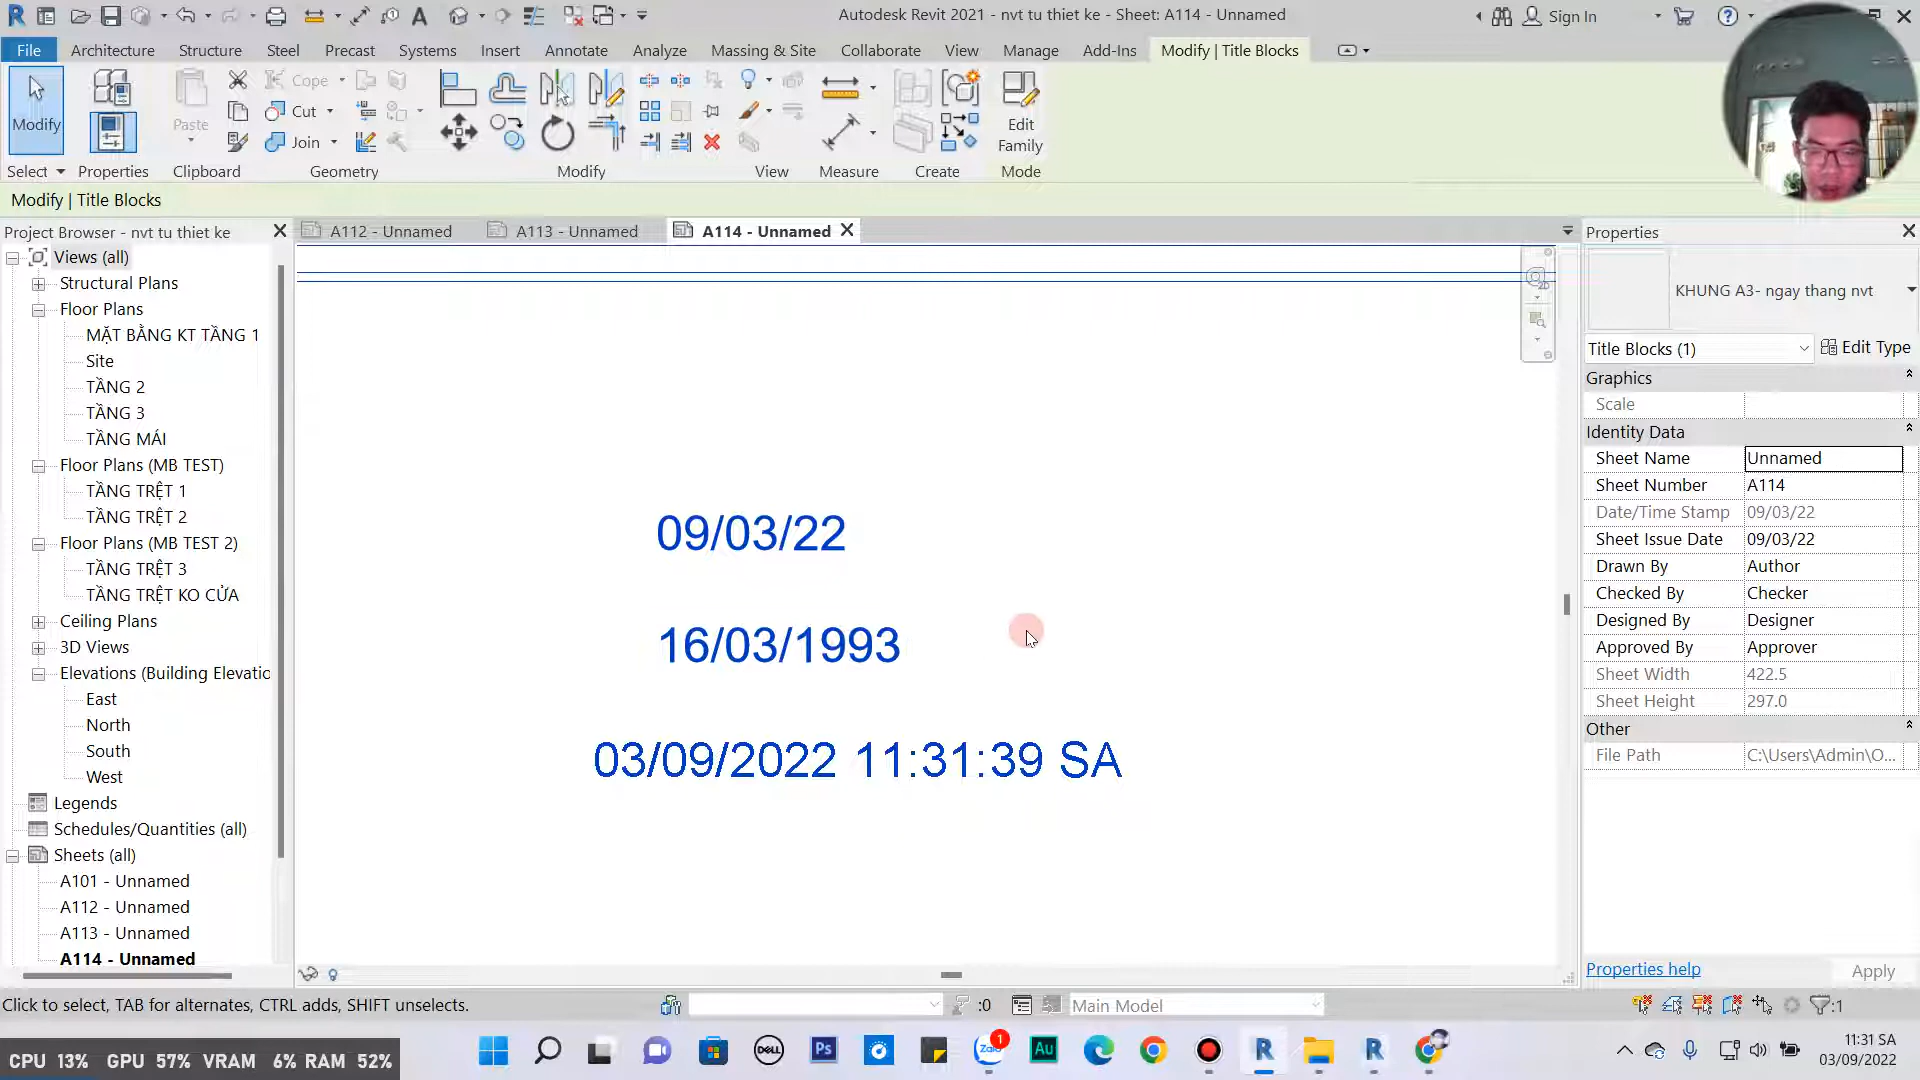 Autodesk Revit 2021 - nvt tu thiet ke - Sheet: A114 - Unnamed
Sign In
File Architecture Structure Steel Precast Systems Insert Annotate Analyze Massing & Site Collaborate View Manage Add-Ins Modify | Title Blocks
Modify
Paste
Cope
Cut
Join
Edit
Family
Select Properties Clipboard Geometry Modify View Measure Create Mode
Modify | Title Blocks
Project Browser - nvt tu thiet ke
Views (all)
Structural Plans
Floor Plans
MẶT BẰNG KT TẦNG 1
Site
TẦNG 2
TẦNG 3
TẦNG MÁI
Floor Plans (MB TEST)
TẦNG TRỆT 1
TẦNG TRỆT 2
Floor Plans (MB TEST 2)
TẦNG TRỆT 3
TẦNG TRỆT KO CỬA
Ceiling Plans
3D Views
Elevations (Building Elevatio
East
North
South
West
Legends
Schedules/Quantities (all)
Sheets (all)
A101 - Unnamed
A112 - Unnamed
A113 - Unnamed
A114 - Unnamed
A112 - Unnamed A113 - Unnamed A114 - Unnamed
2D
09/03/22
16/03/1993
03/09/2022 11:31:39 SA
Properties
KHUNG A3- ngay thang nvt
Title Blocks (1) Edit Type
Graphics
Scale
Identity Data
Sheet Name Unnamed
Sheet Number A114
Date/Time Stamp 09/03/22
Sheet Issue Date 09/03/22
Drawn By Author
Checked By Checker
Designed By Designer
Approved By Approver
Sheet Width 422.5
Sheet Height 297.0
Other
File Path C:\Users\Admin\O...
Properties help Apply
Click to select, TAB for alternates, CTRL adds, SHIFT unselects.
:0
Main Model
:1
CPU 13% GPU 57% VRAM 6% RAM 52%
DELL
Ps
Zalo
1
Au
R
R
11:31 SA
03/09/2022